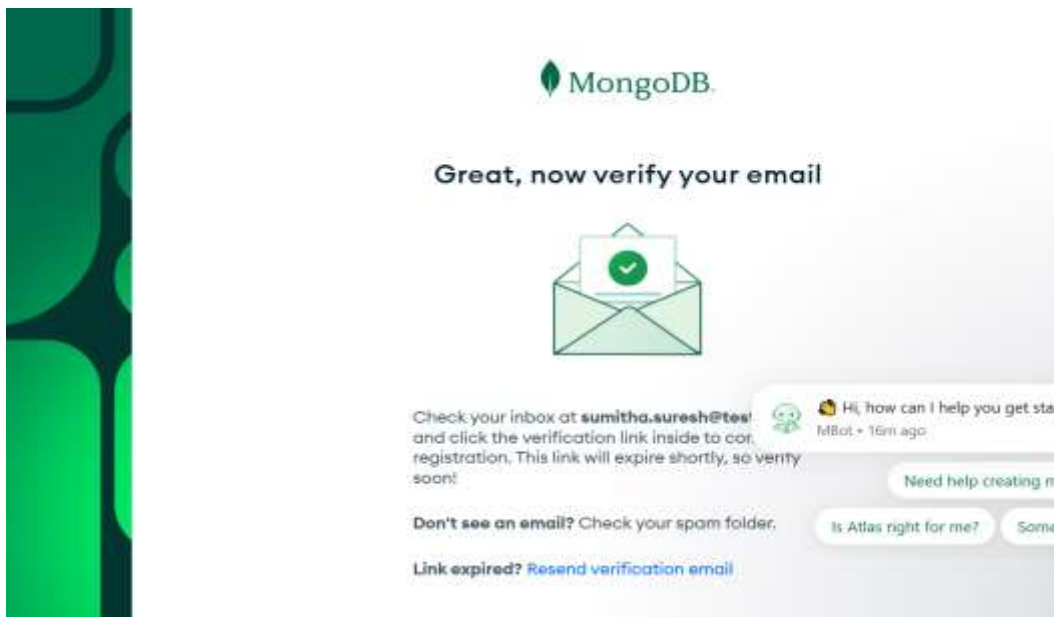 MongoDB.
Great, now verify your email
Check your inbox at sumitha.suresh@tes
and click the verification link inside to co
registration. This link will expire shortly, so verify
soon!
Don't see an email? Check your spam folder.
Link expired? Resend verification email
Hi, how can I help you get sta
MBot • 16m ago
Need help creating
Is Atlas right for me?
Some